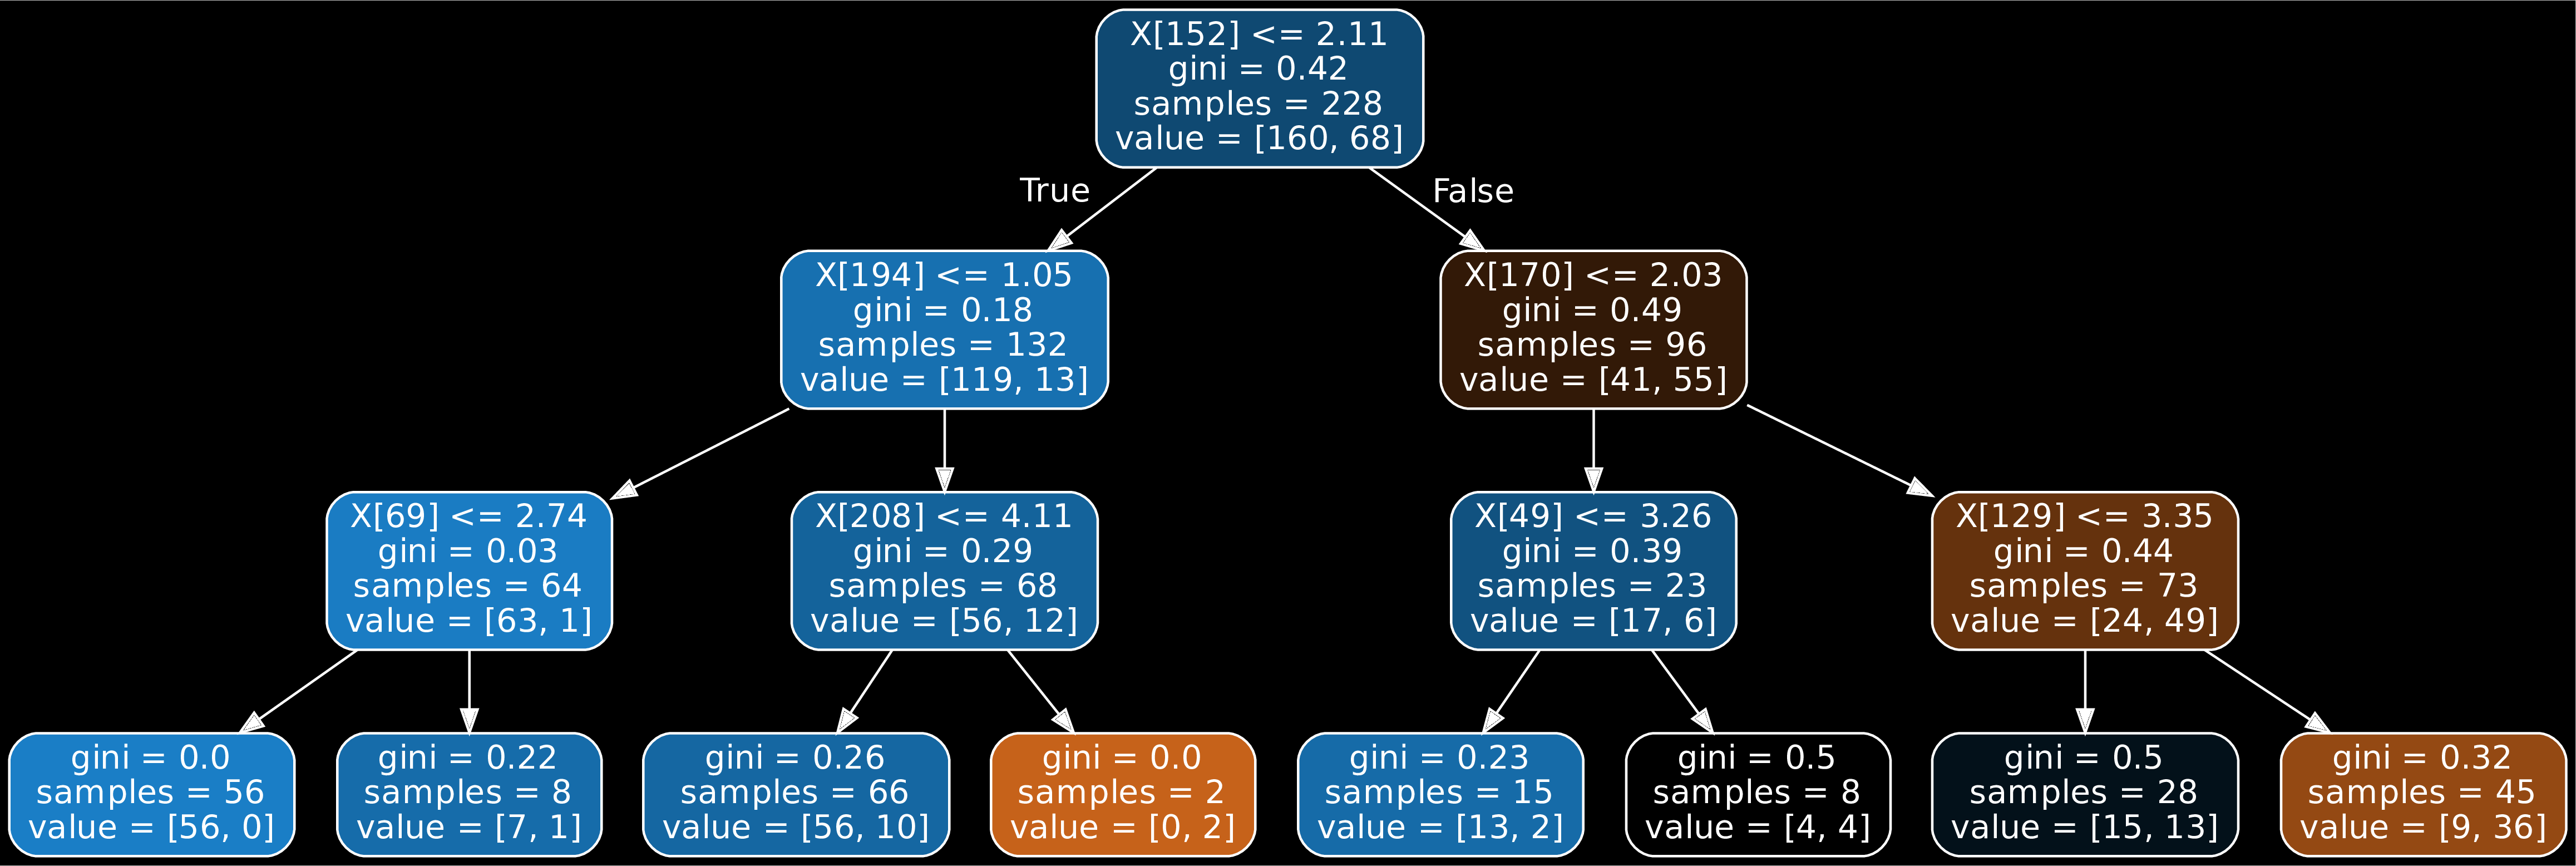 X[152] <= 2.11
gini = 0.42
samples = 228
value = [160, 68]
True
False
X[194] <= 1.05
gini = 0.18
samples = 132
value = [119, 13]
X[170] <= 2.03
gini = 0.49
samples = 96
value = [41, 55]
X[69] <= 2.74
gini = 0.03
samples = 64
value = [63, 1]
X[208] <= 4.11
gini = 0.29
samples = 68
value = [56, 12]
X[49] <= 3.26
gini = 0.39
samples = 23
value = [17, 6]
X[129] <= 3.35
gini = 0.44
samples = 73
value = [24, 49]
gini = 0.0
samples = 56
value = [56, 0]
gini = 0.22
samples = 8
value = [7, 1]
gini = 0.26
samples = 66
value = [56, 10]
gini = 0.0
samples = 2
value = [0, 2]
gini = 0.23
samples = 15
value = [13, 2]
gini = 0.5
samples = 8
value = [4, 4]
gini = 0.5
samples = 28
value = [15, 13]
gini = 0.32
samples = 45
value = [9, 36]